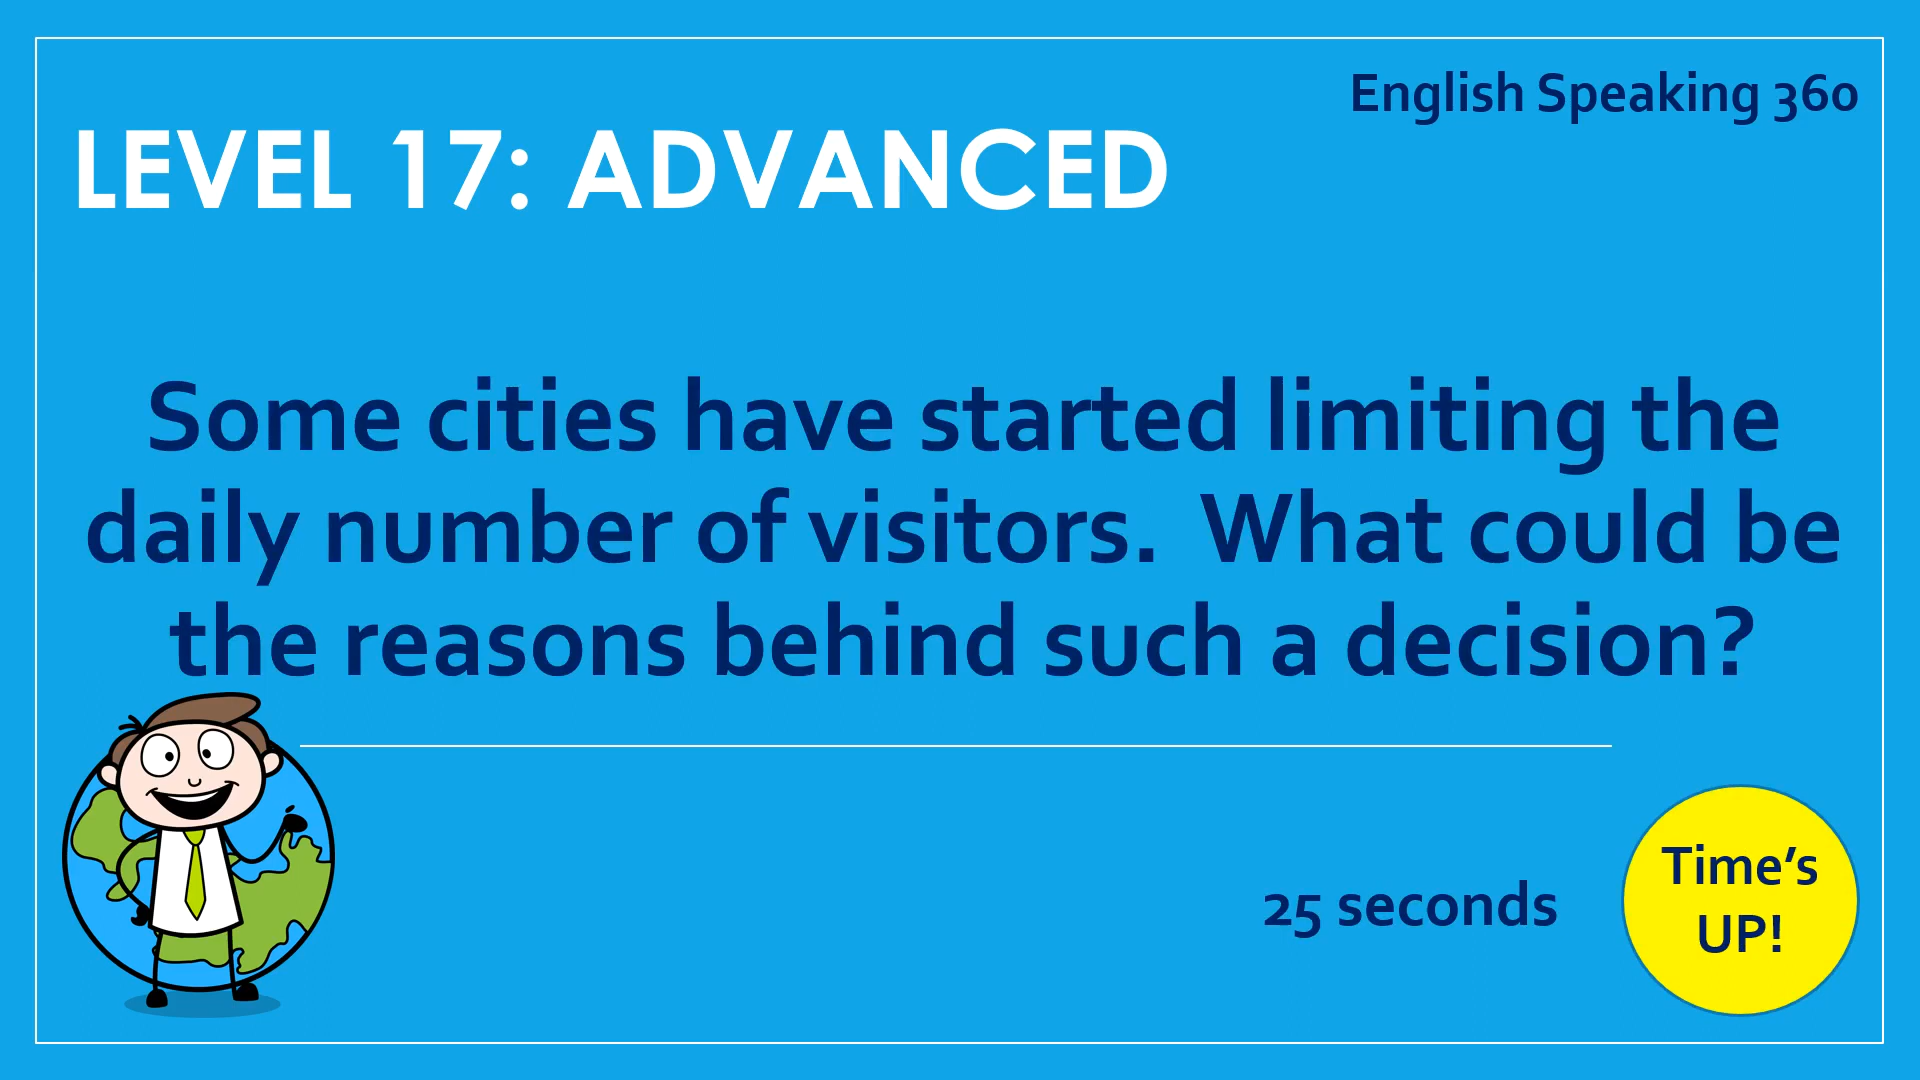 English Speaking 360
LEVEL 17: ADVANCED
Some cities have started limiting the
daily number of visitors.  What could be
the reasons behind such a decision?
25 seconds
Time’s
UP!